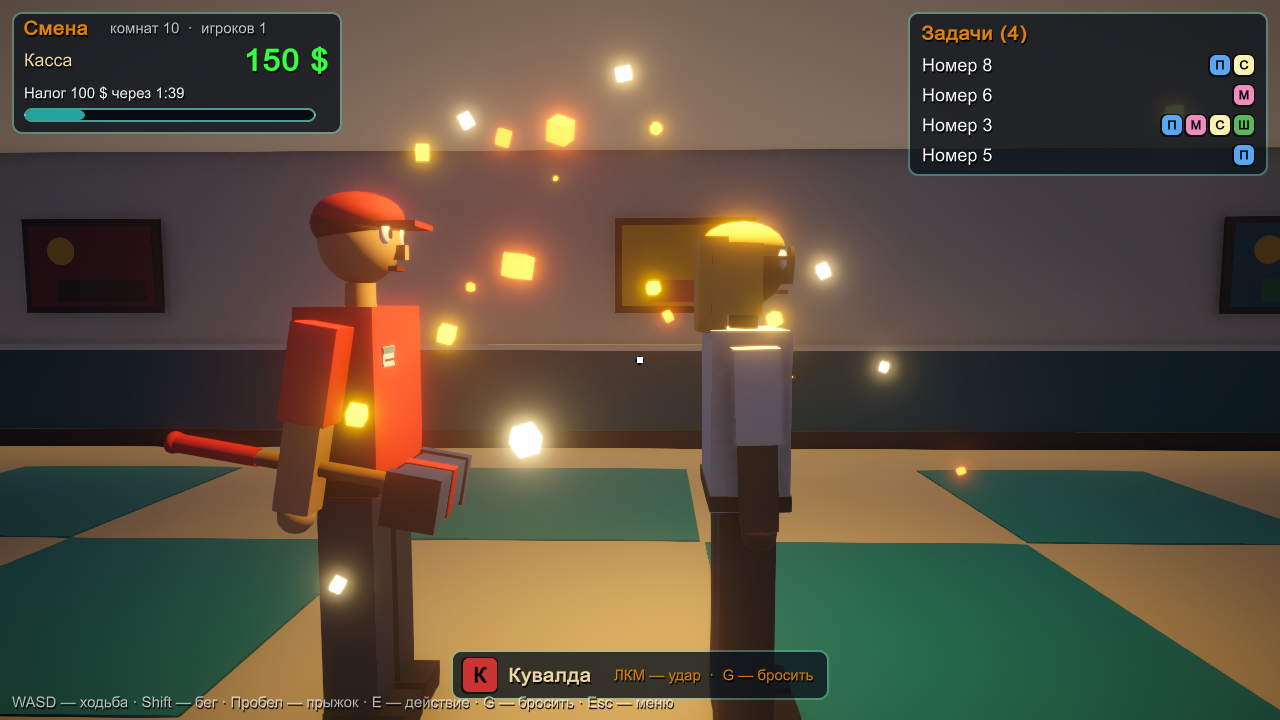 Смена комнат 10 · игроков 1
Касса 150 $
Налог 100 $ через 1:39
Задачи (4)
Номер 8 П С
Номер 6 М
Номер 3 П М С Ш
Номер 5 П
К Кувалда ЛКМ — удар · G — бросить
WASD — ходьба · Shift — бег · Пробел — прыжок · E — действие · G — бросить · Esc — меню